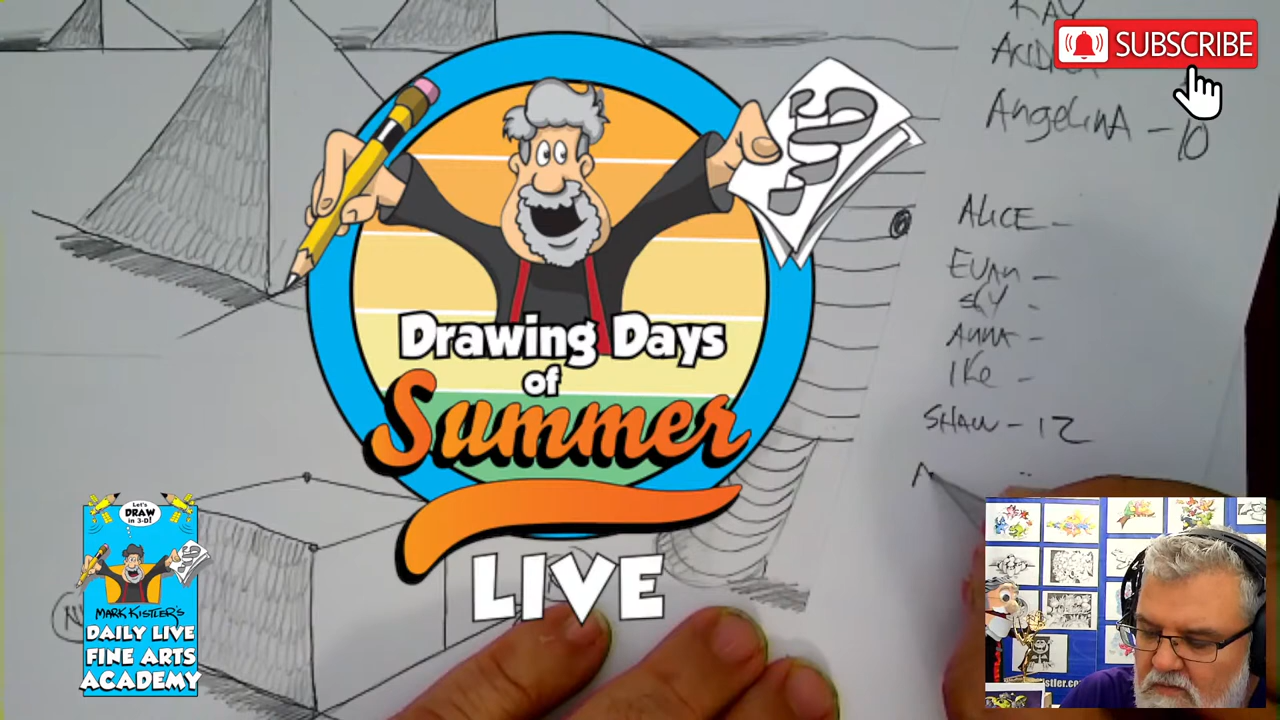 KAY
SUBSCRIBE
Angelina - 10
ALICE -
Evan -
SKY -
ANNA -
IKE -
SHAW - 12
Drawing Days
of
Summer
LIVE
Let's
DRAW
in 3-D!
MARK KISTLER'S
DAILY LIVE
FINE ARTS
ACADEMY